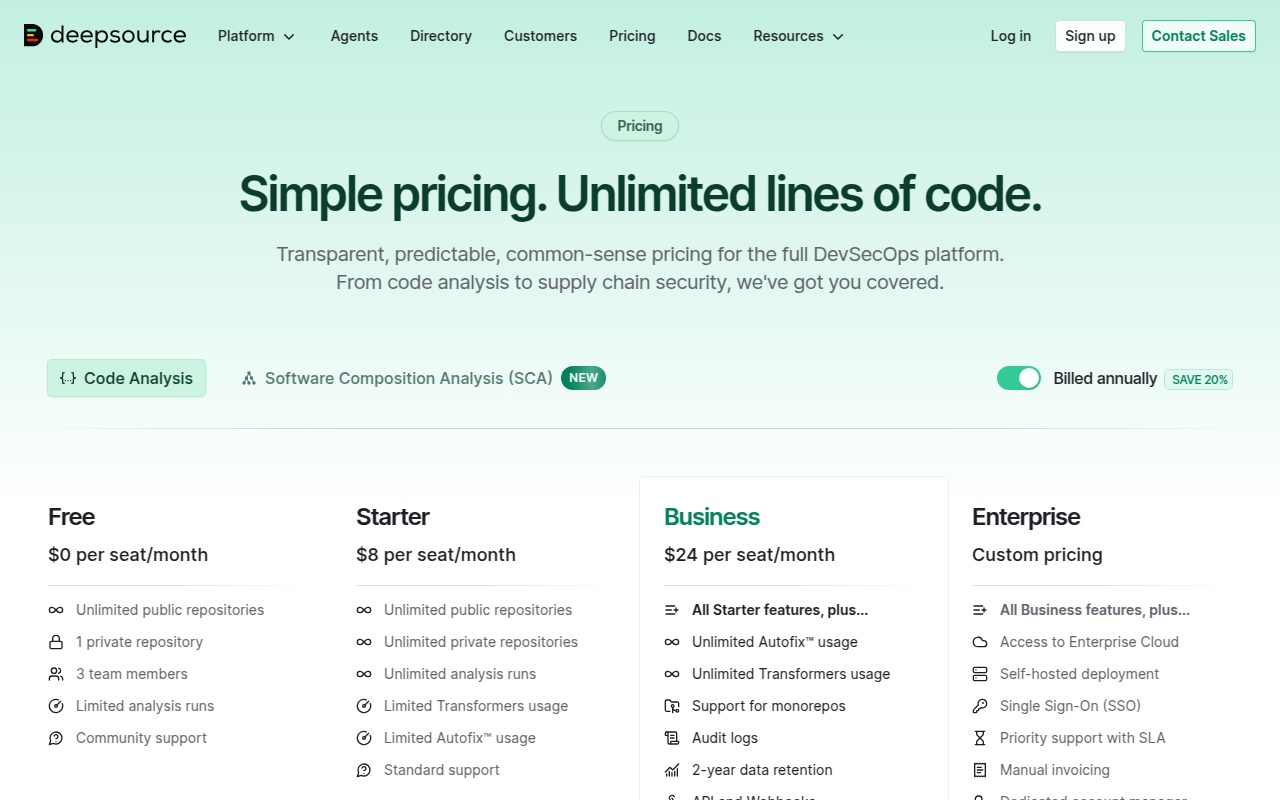 deepsource Platform Agents Directory Customers Pricing Docs Resources Log in Sign up Contact Sales
Pricing
Simple pricing. Unlimited lines of code.
Transparent, predictable, common-sense pricing for the full DevSecOps platform.
From code analysis to supply chain security, we've got you covered.
Code Analysis Software Composition Analysis (SCA) NEW Billed annually SAVE 20%
Free
$0 per seat/month
Unlimited public repositories
1 private repository
3 team members
Limited analysis runs
Community support
Starter
$8 per seat/month
Unlimited public repositories
Unlimited private repositories
Unlimited analysis runs
Limited Transformers usage
Limited Autofix™ usage
Standard support
Business
$24 per seat/month
All Starter features, plus...
Unlimited Autofix™ usage
Unlimited Transformers usage
Support for monorepos
Audit logs
2-year data retention
API and Webhooks
Enterprise
Custom pricing
All Business features, plus...
Access to Enterprise Cloud
Self-hosted deployment
Single Sign-On (SSO)
Priority support with SLA
Manual invoicing
Dedicated account manager